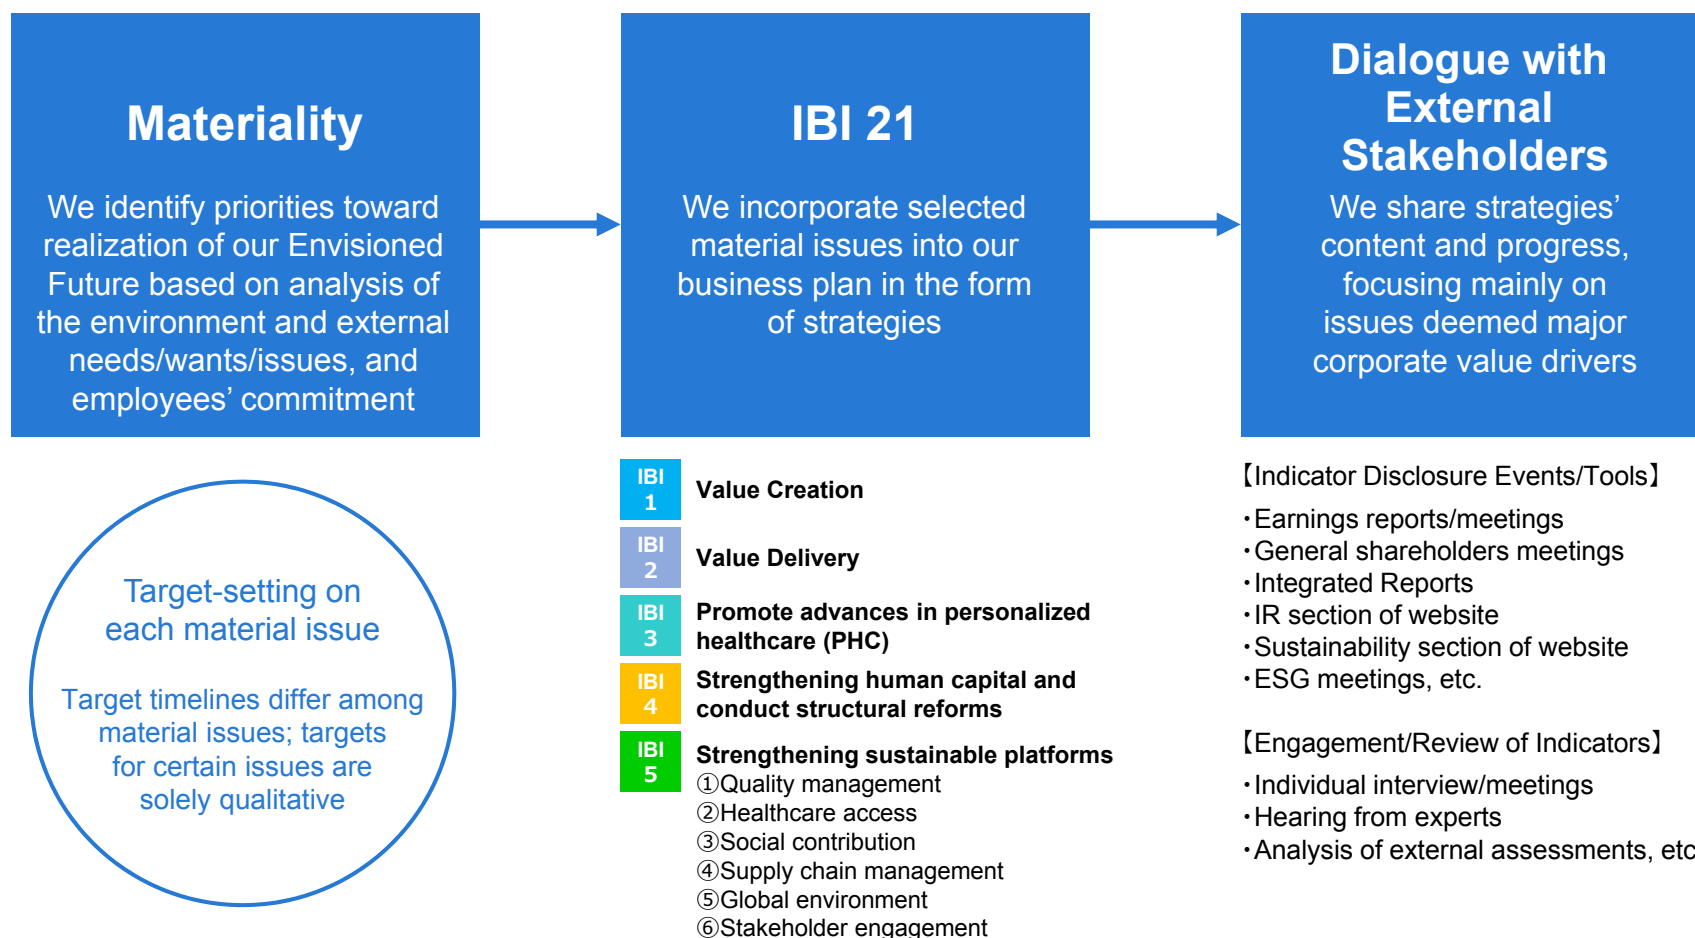 Materiality
We identify priorities toward
realization of our Envisioned
Future based on analysis of
the environment and external
needs/wants/issues, and
employees’ commitment
Target-setting on
each material issue
Target timelines differ among
material issues; targets
for certain issues are
solely qualitative
IBI 21
We incorporate selected
material issues into our
business plan in the form
of strategies
IBI
1
Value Creation
IBI
2
Value Delivery
IBI
3
Promote advances in personalized
healthcare (PHC)
IBI
4
Strengthening human capital and
conduct structural reforms
IBI
5
Strengthening sustainable platforms
①Quality management
②Healthcare access
③Social contribution
④Supply chain management
⑤Global environment
⑥Stakeholder engagement
Dialogue with
External
Stakeholders
We share strategies’
content and progress,
focusing mainly on
issues deemed major
corporate value drivers
【Indicator Disclosure Events/Tools】
・Earnings reports/meetings
・General shareholders meetings
・Integrated Reports
・IR section of website
・Sustainability section of website
・ESG meetings, etc.
【Engagement/Review of Indicators】
・Individual interview/meetings
・Hearing from experts
・Analysis of external assessments, etc